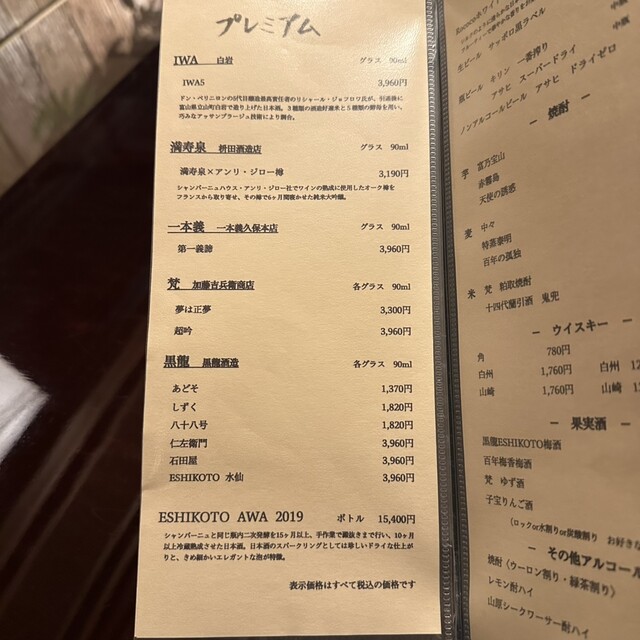 プレミアム
IWA 白岩 グラス 90ml
IWA5 3,960円
ドン・ペリニヨンの5代目醸造最高責任者のリシャール・ジョフロワ氏が、引退後に
富山県立山町白岩で造り上げた日本酒。3種類の酒造好適米と5種類の酵母を用い、
巧みなアッサンブラージュ技術により調合。
満寿泉 枡田酒造店 グラス 90ml
満寿泉×アンリ・ジロー樽 3,190円
シャンパーニュハウス・アンリ・ジロー社でワインの熟成に使用したオーク樽を
フランスから取り寄せ、その樽で6ヶ月間寝かせた純米大吟醸。
一本義 一本義久保本店 グラス 90ml
第一義諦 3,960円
梵 加藤吉兵衛商店 各グラス 90ml
夢は正夢 3,300円
超吟 3,960円
黒龍 黒龍酒造 各グラス 90ml
あどそ 1,370円
しずく 1,820円
八十八号 1,820円
仁左衛門 3,960円
石田屋 3,960円
ESHIKOTO 水仙 3,960円
ESHIKOTO AWA 2019 ボトル 15,400円
シャンパーニュと同じ瓶内二次発酵を15ヶ月以上、手作業で澱抜きまで行い、10ヶ月
以上冷蔵熟成させた日本酒。日本酒のスパークリングとしては珍しいドライな仕上が
りと、きめ細かいエレガントな泡が特徴。
表示価格はすべて税込の価格です
生ビール サッポロ黒ラベル 中瓶
瓶ビール キリン 一番搾り 中瓶
アサヒ スーパードライ
ノンアルコールビール アサヒ ドライゼロ
― 焼酎 ―
芋 富乃宝山
赤霧島
天使の誘惑
麦 中々
特蒸泰明
百年の孤独
米 梵 粕取焼酎
十四代蘭引酒 鬼兜
― ウイスキー ―
角 780円
白州 1,760円 白州 12
山崎 1,760円 山崎 1
― 果実酒 ―
黒龍ESHIKOTO梅酒
百年梅香梅酒
梵 ゆず酒
子宝りんご酒
(ロックor水割りor炭酸割り お好きな
― その他アルコール
焼酎(ウーロン割り・緑茶割り)
レモン酎ハイ
山原シークワーサー酎ハイ